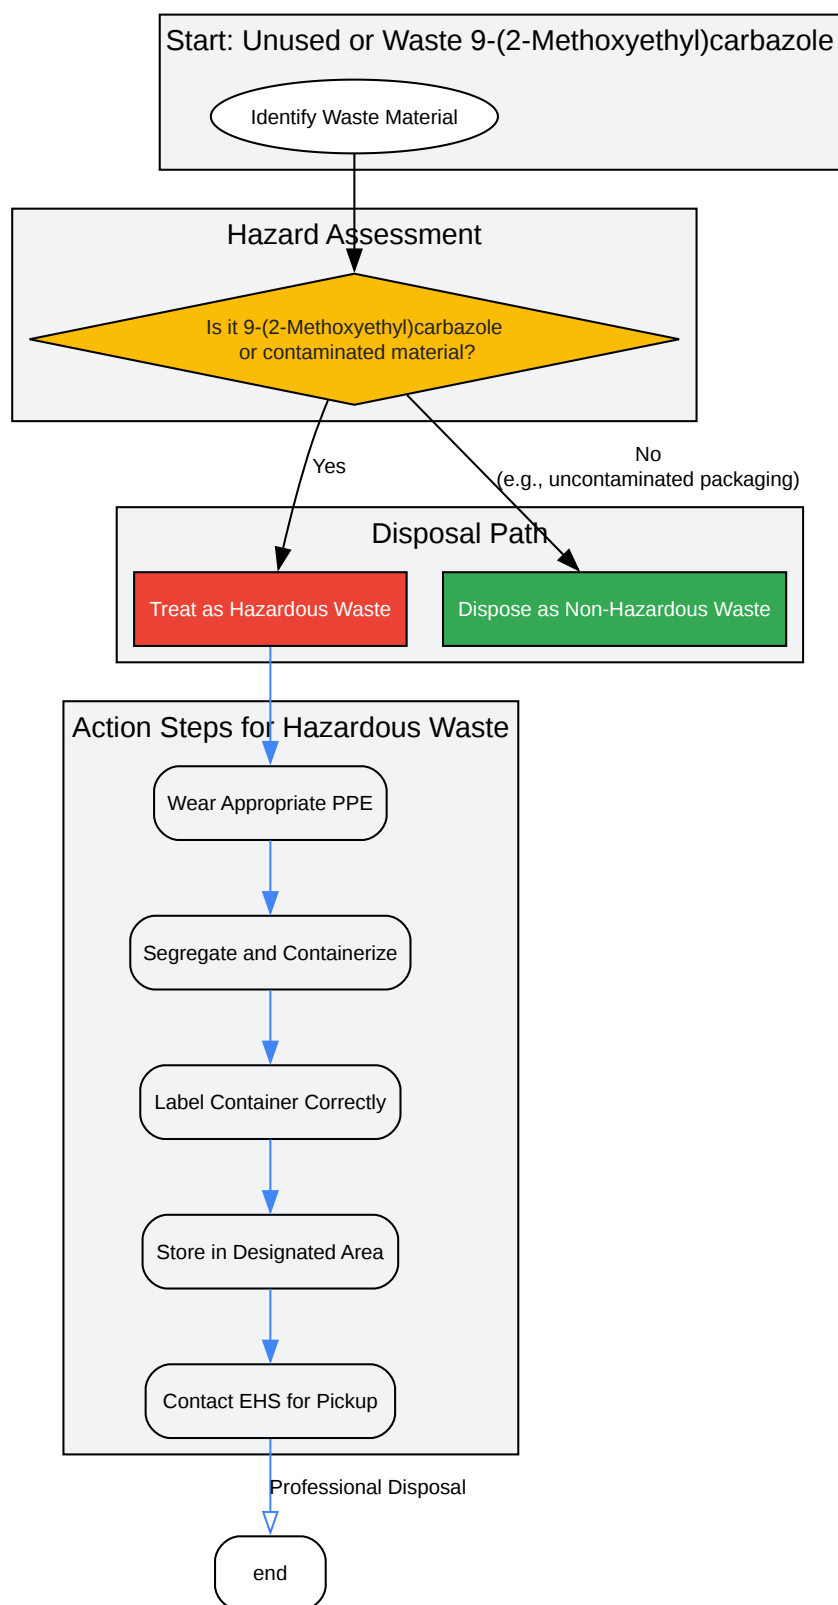 Start: Unused or Waste 9-(2-Methoxyethyl)carbazole
Identify Waste Material
Hazard Assessment
Is it 9-(2-Methoxyethyl)carbazole
or contaminated material?
Yes
No
(e.g., uncontaminated packaging)
Disposal Path
Treat as Hazardous Waste
Dispose as Non-Hazardous Waste
Action Steps for Hazardous Waste
Wear Appropriate PPE
Segregate and Containerize
Label Container Correctly
Store in Designated Area
Contact EHS for Pickup
Professional Disposal
end